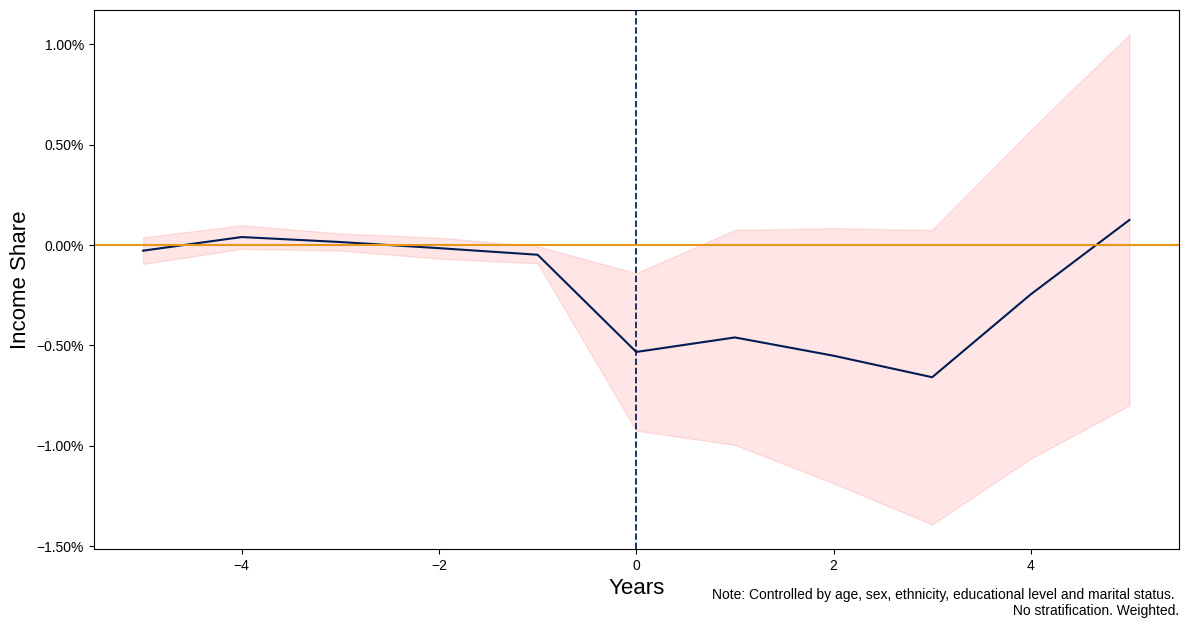 1.00%
0.50%
0.00%
−0.50%
−1.00%
−1.50%
Income Share
−4
−2
0
2
4
Years
Note: Controlled by age, sex, ethnicity, educational level and marital status.
No stratification. Weighted.